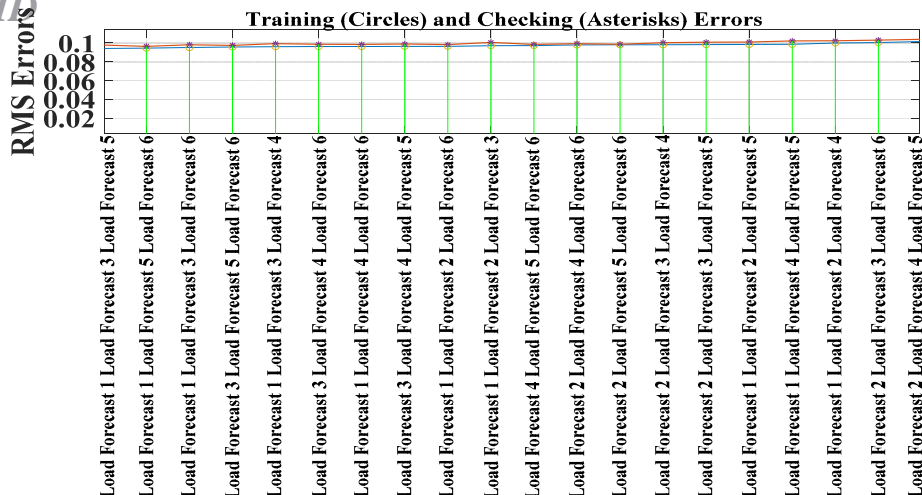 Training (Circles) and Checking (Asterisks) Errors
RMS Errors
0.1
0.08
0.06
0.04
0.02
Load Forecast 1 Load Forecast 3 Load Forecast 5
Load Forecast 1 Load Forecast 5 Load Forecast 6
Load Forecast 1 Load Forecast 3 Load Forecast 6
Load Forecast 3 Load Forecast 5 Load Forecast 6
Load Forecast 1 Load Forecast 3 Load Forecast 4
Load Forecast 3 Load Forecast 4 Load Forecast 6
Load Forecast 1 Load Forecast 4 Load Forecast 6
Load Forecast 3 Load Forecast 4 Load Forecast 5
Load Forecast 1 Load Forecast 2 Load Forecast 6
Load Forecast 1 Load Forecast 2 Load Forecast 3
Load Forecast 4 Load Forecast 5 Load Forecast 6
Load Forecast 2 Load Forecast 4 Load Forecast 6
Load Forecast 2 Load Forecast 5 Load Forecast 6
Load Forecast 2 Load Forecast 3 Load Forecast 4
Load Forecast 2 Load Forecast 3 Load Forecast 5
Load Forecast 1 Load Forecast 2 Load Forecast 5
Load Forecast 1 Load Forecast 4 Load Forecast 5
Load Forecast 1 Load Forecast 2 Load Forecast 4
Load Forecast 2 Load Forecast 3 Load Forecast 6
Load Forecast 2 Load Forecast 4 Load Forecast 5